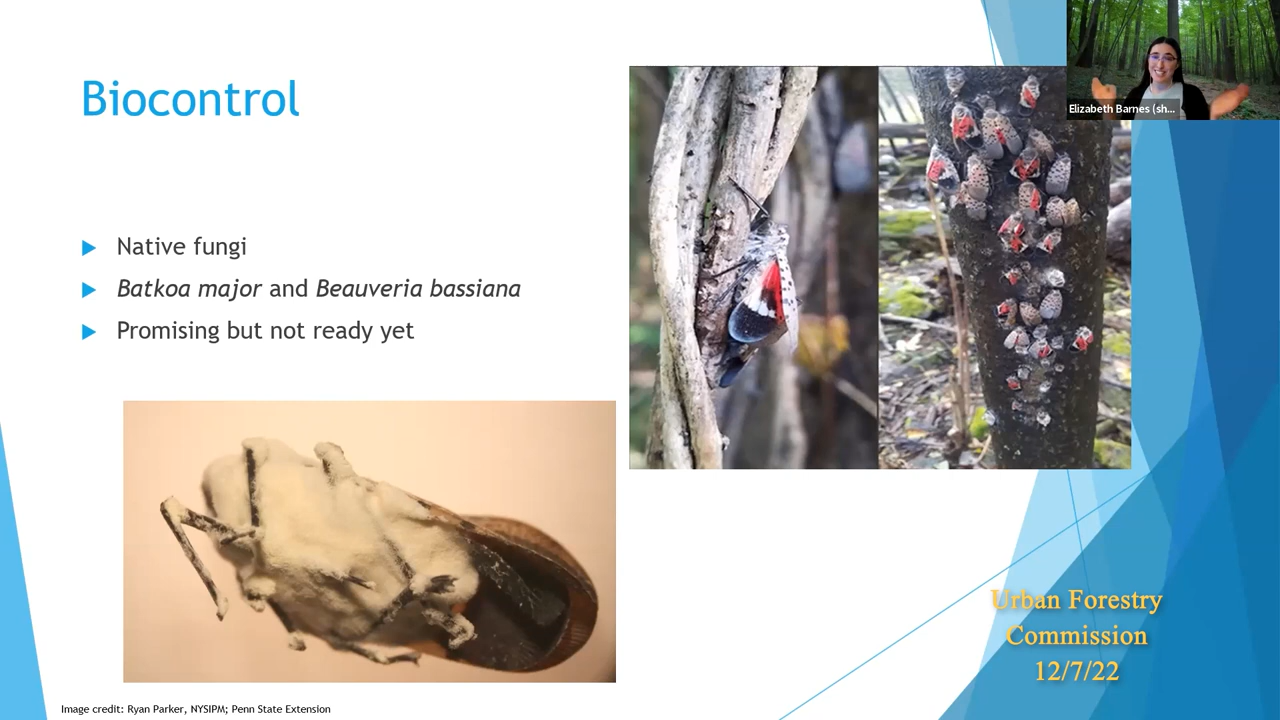 Biocontrol
Native fungi
Batkoa major and Beauveria bassiana
Promising but not ready yet
Elizabeth Barnes (sh...
Urban Forestry
Commission
12/7/22
Image credit: Ryan Parker, NYSIPM; Penn State Extension